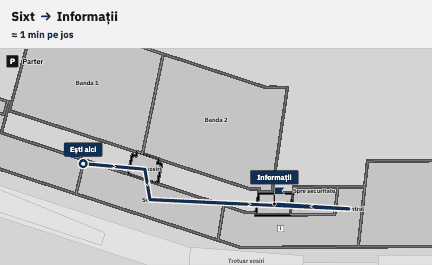 Sixt → Informații
≈ 1 min pe jos
P Parter
Banda 1
Banda 2
Ești aici
Informații
Spre securitate
i
Trotuar sosiri